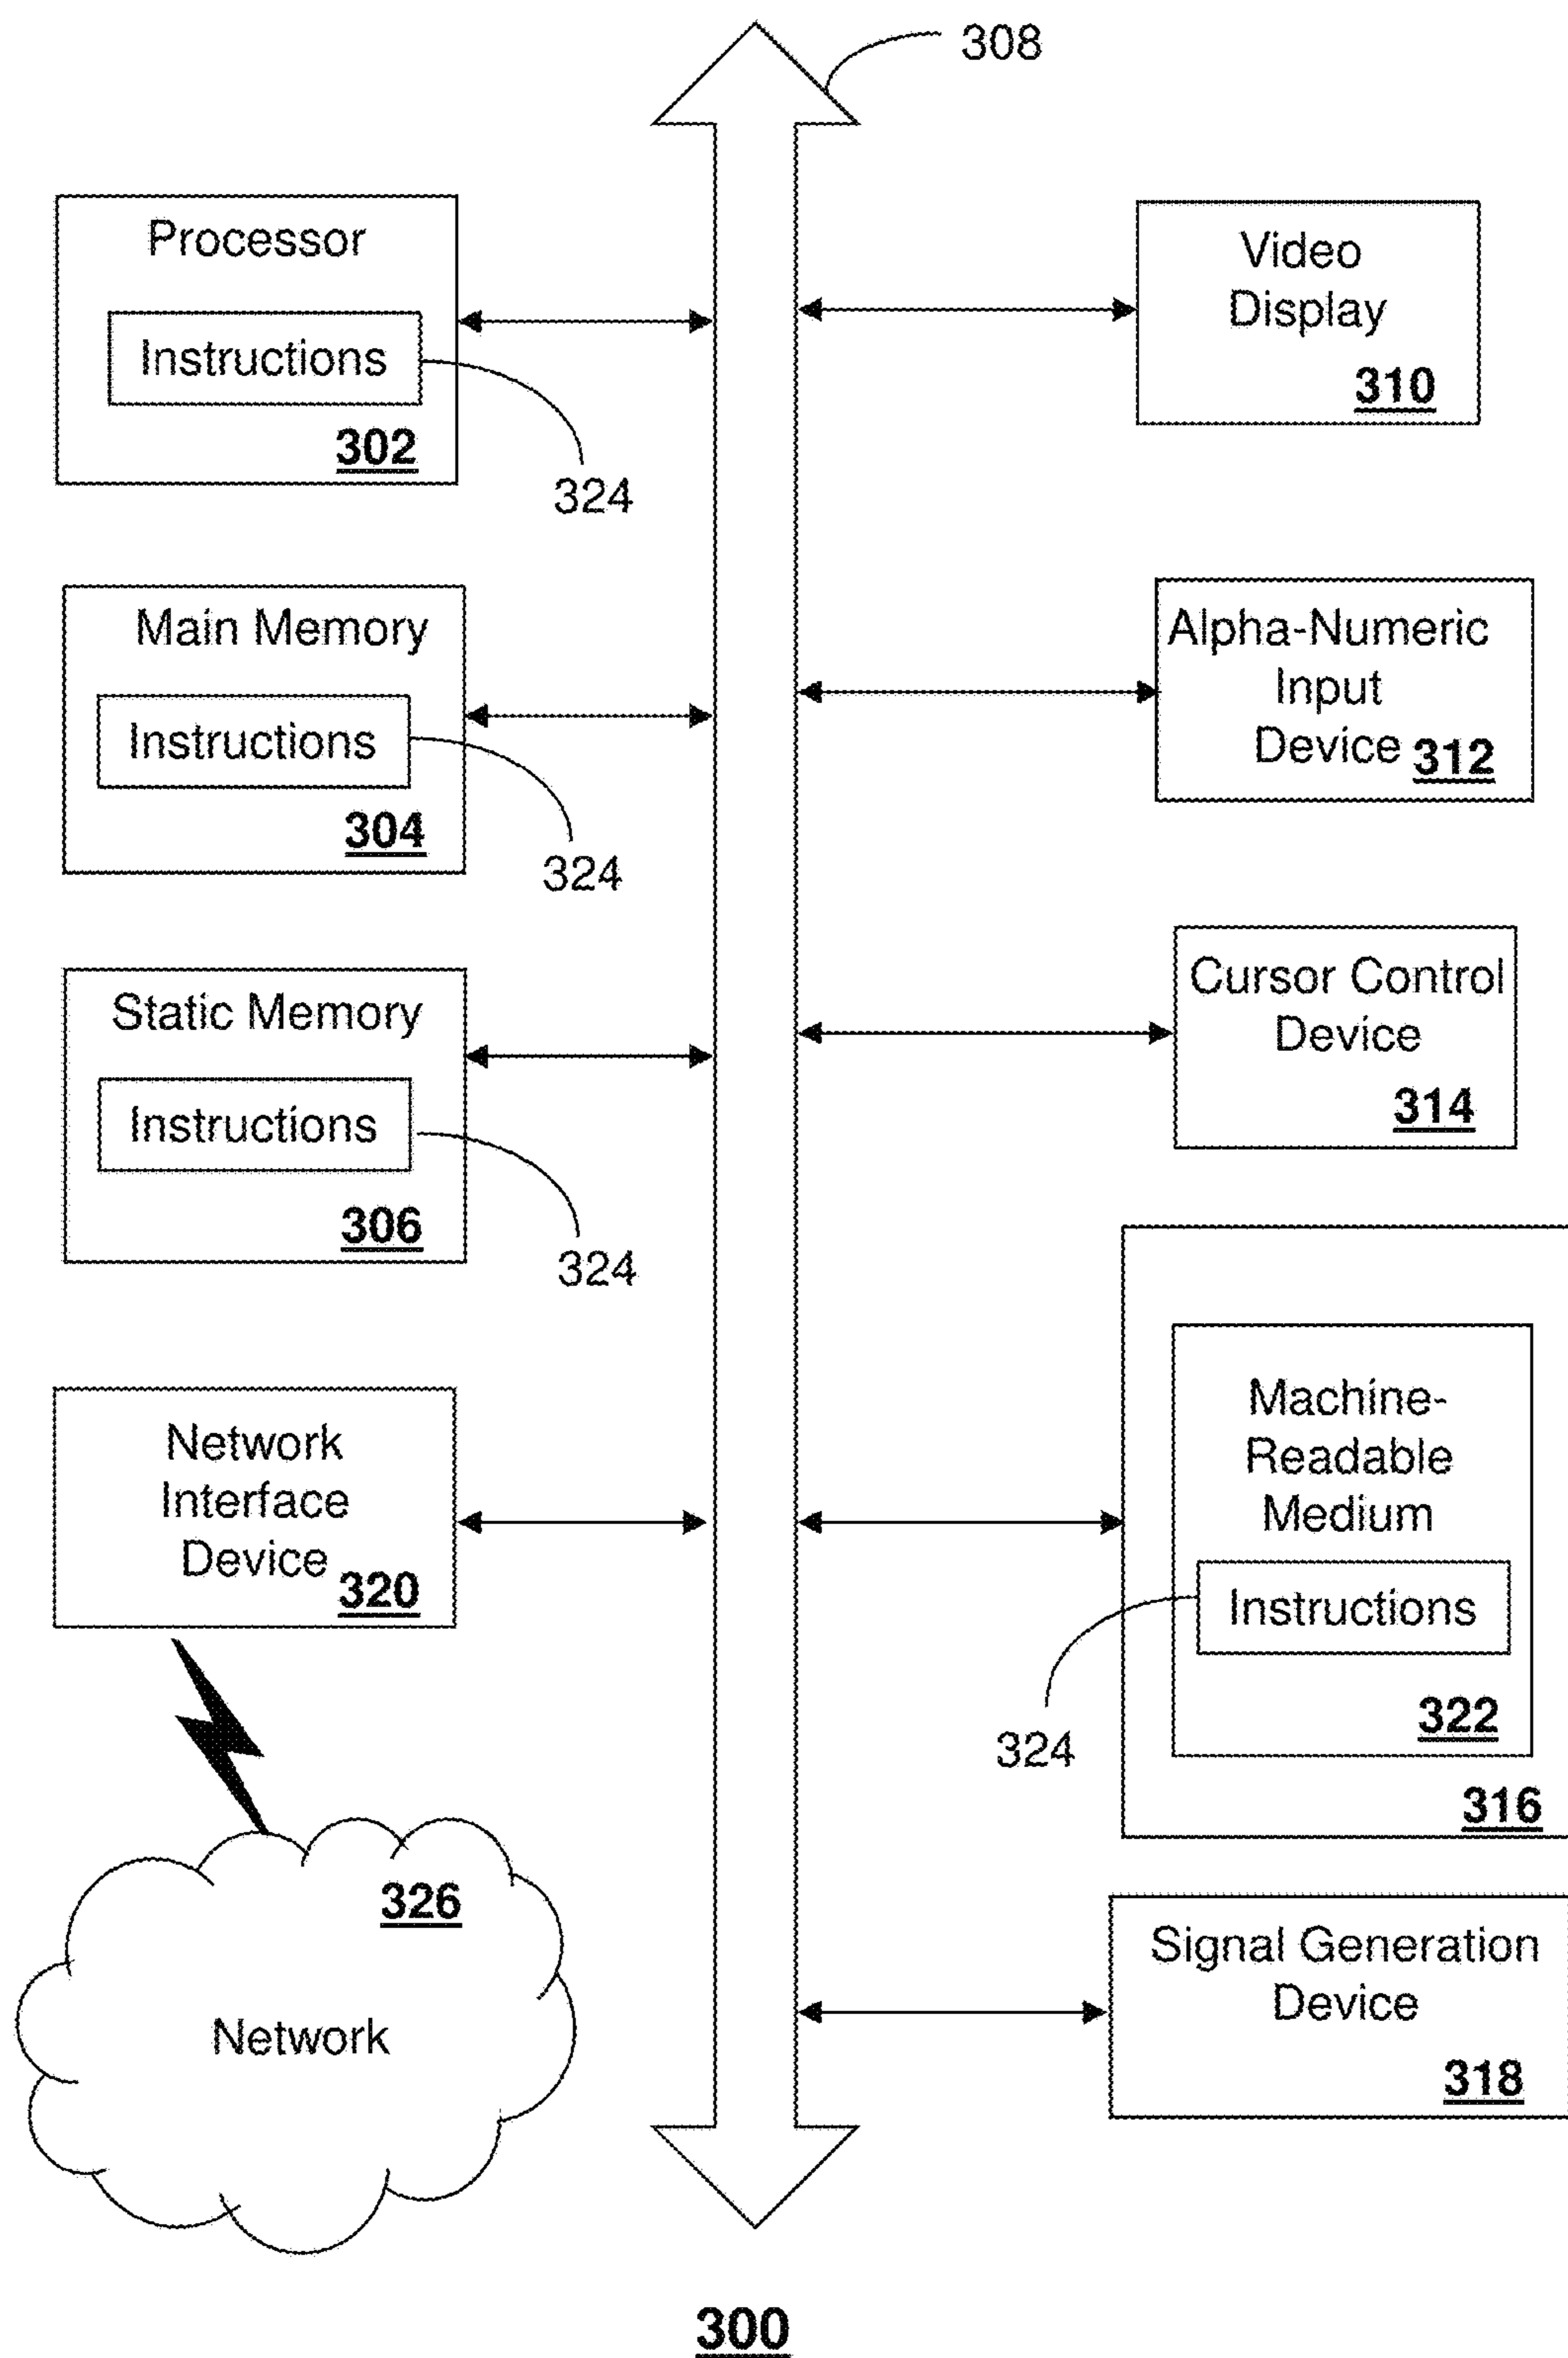 308
Processor
Instructions
302
324
Main Memory
Instructions
304
324
Static Memory
Instructions
306
324
Network
Interface
Device
320
326
Network
Video
Display
310
Alpha-Numeric
Input
Device
312
Cursor Control
Device
314
Machine-
Readable
Medium
Instructions
324
322
316
Signal Generation
Device
318
300